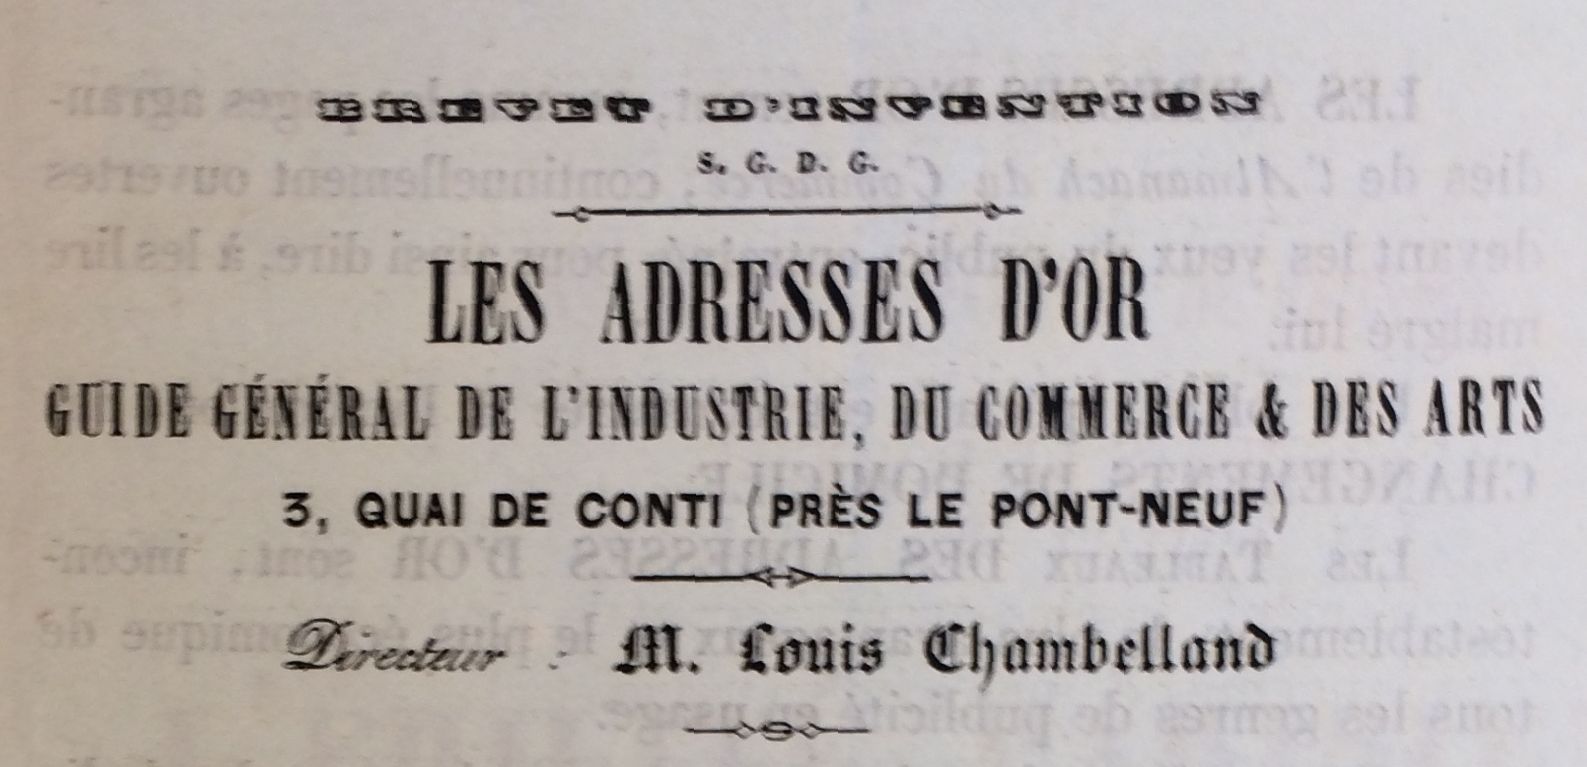 BREVET D'INVENTION
S. G. D. G.
LES ADRESSES D'OR
GUIDE GÉNÉRAL DE L'INDUSTRIE, DU COMMERCE & DES ARTS
3, QUAI DE CONTI (PRÈS LE PONT-NEUF)
Directeur : M. Louis Chambelland